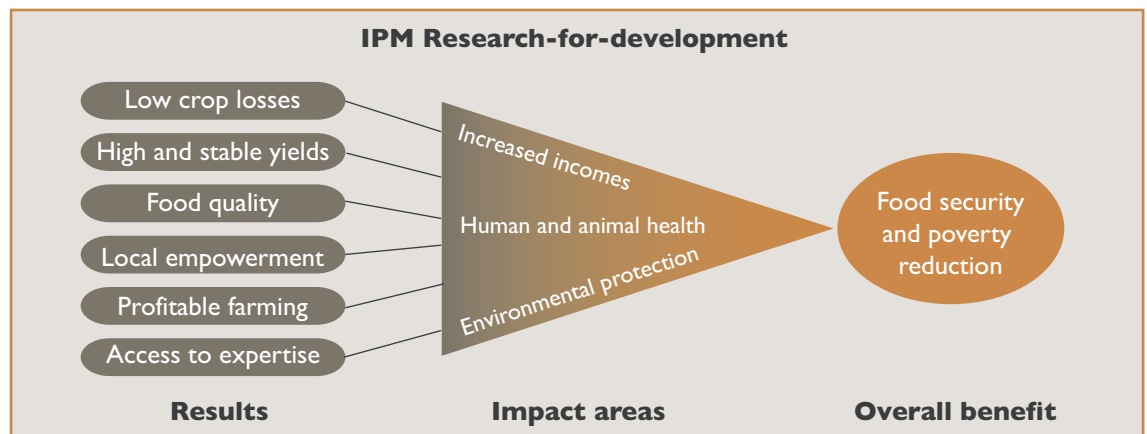 IPM Research-for-development
Low crop losses
High and stable yields
Food quality
Local empowerment
Profitable farming
Access to expertise
Increased incomes
Human and animal health
Environmental protection
Food security
and poverty
reduction
Results
Impact areas
Overall benefit